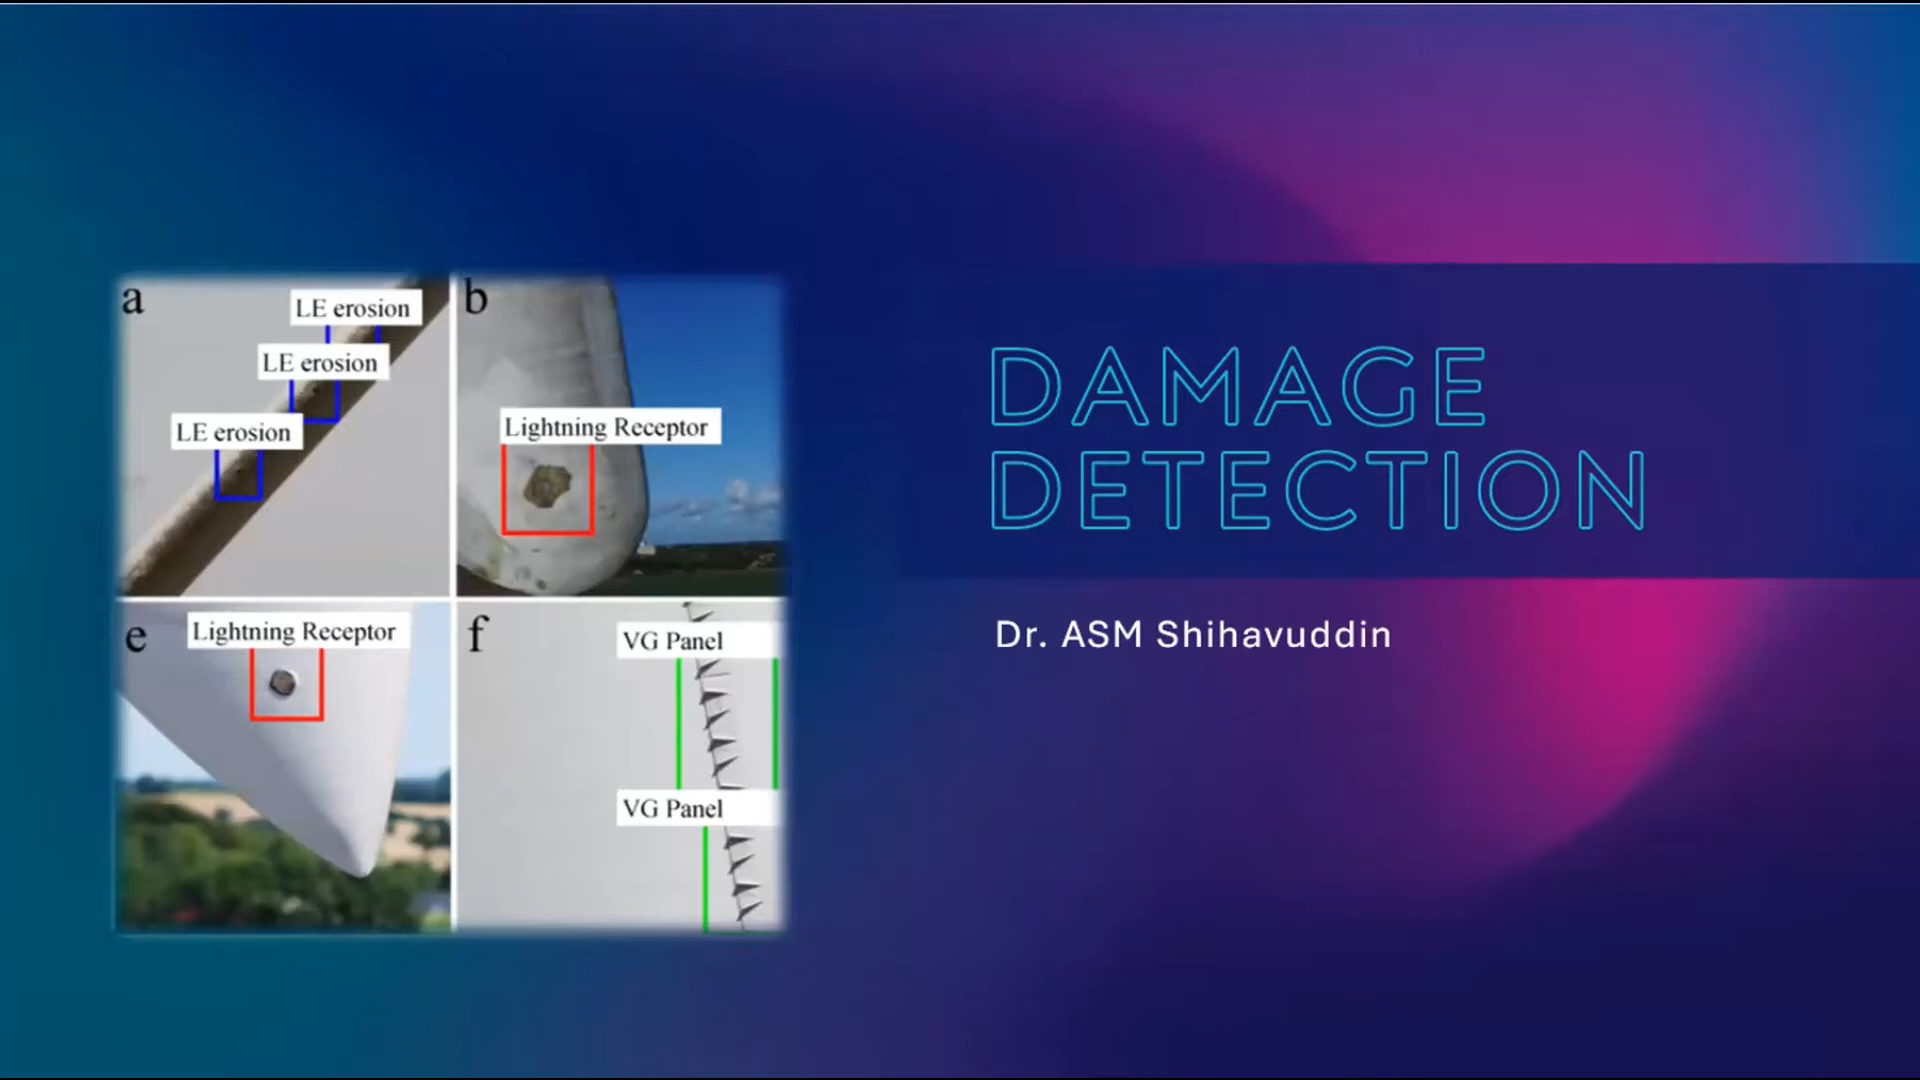 a
LE erosion
LE erosion
LE erosion
b
Lightning Receptor
e
Lightning Receptor
f
VG Panel
VG Panel
DAMAGE
DETECTION
Dr. ASM Shihavuddin